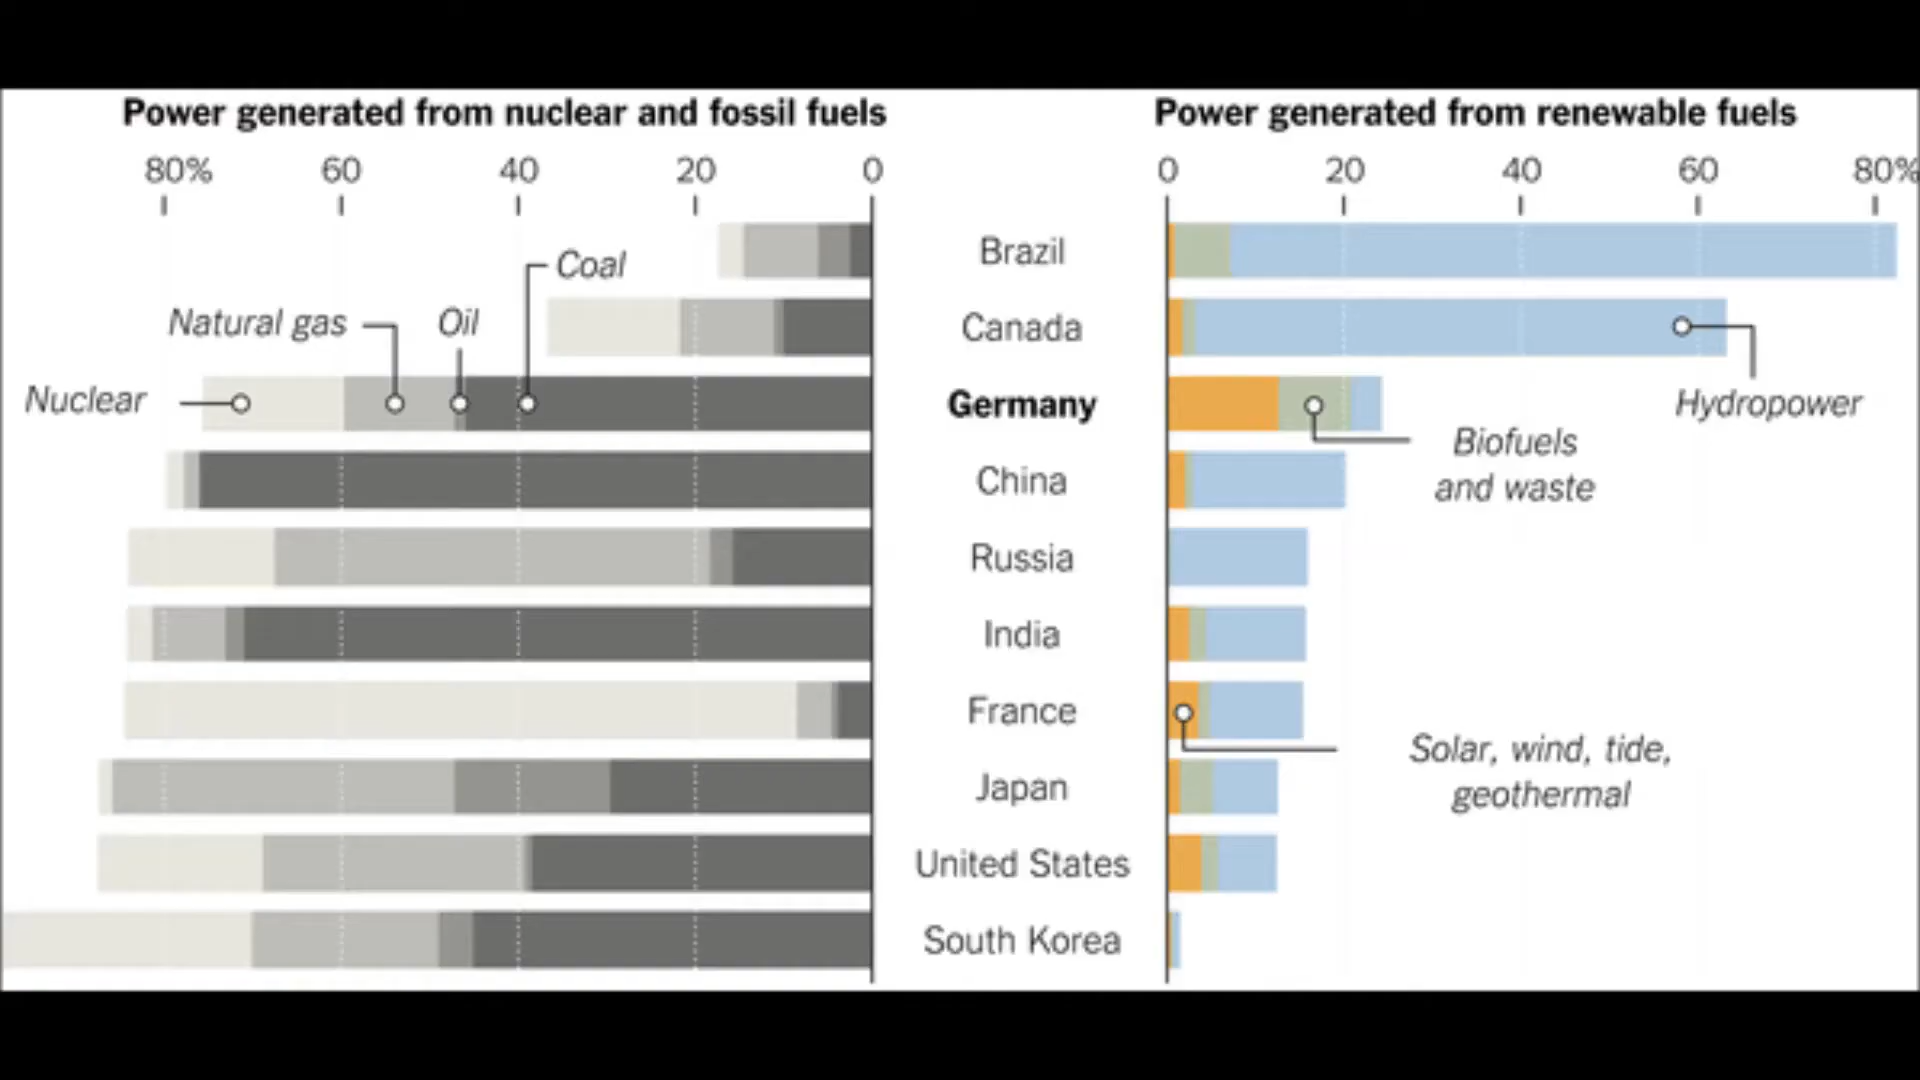 Power generated from nuclear and fossil fuels
Power generated from renewable fuels
80% 60 40 20 0
0 20 40 60 80%
Brazil
Coal
Natural gas
Oil
Canada
Nuclear
Germany
Hydropower
Biofuels
and waste
China
Russia
India
France
Solar, wind, tide,
geothermal
Japan
United States
South Korea